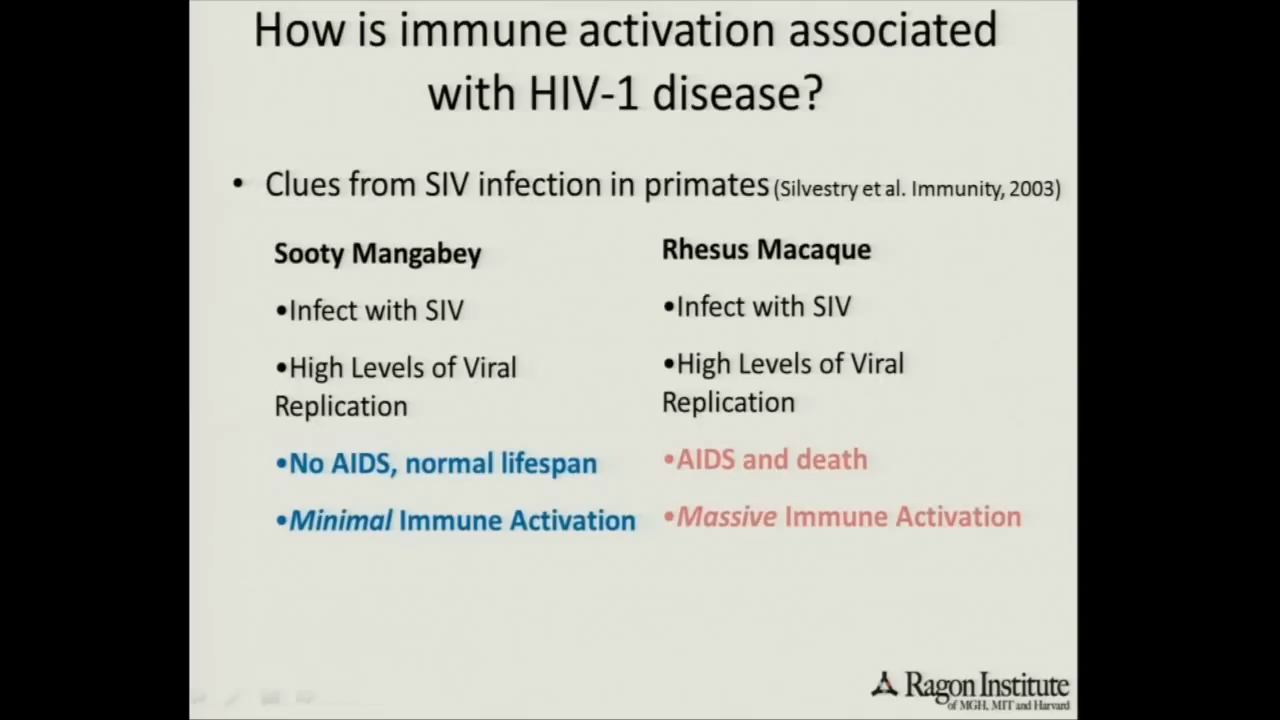 How is immune activation associated
with HIV-1 disease?
• Clues from SIV infection in primates (Silvestry et al. Immunity, 2003)
Sooty Mangabey
•Infect with SIV
•High Levels of Viral
Replication
•No AIDS, normal lifespan
•Minimal Immune Activation
Rhesus Macaque
•Infect with SIV
•High Levels of Viral
Replication
•AIDS and death
•Massive Immune Activation
Ragon Institute
of MGH, MIT and Harvard